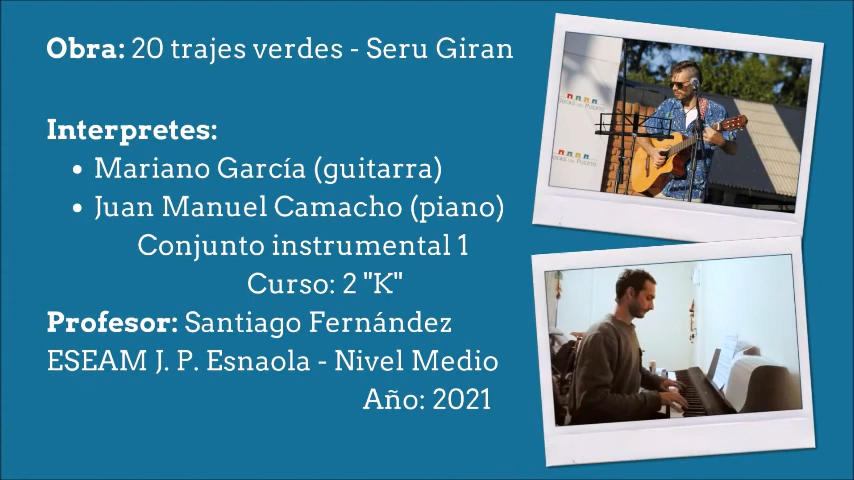 Obra: 20 trajes verdes - Seru Giran
Interpretes:
• Mariano García (guitarra)
• Juan Manuel Camacho (piano)
Conjunto instrumental 1
Curso: 2 "K"
Profesor: Santiago Fernández
ESEAM J. P. Esnaola - Nivel Medio
Año: 2021